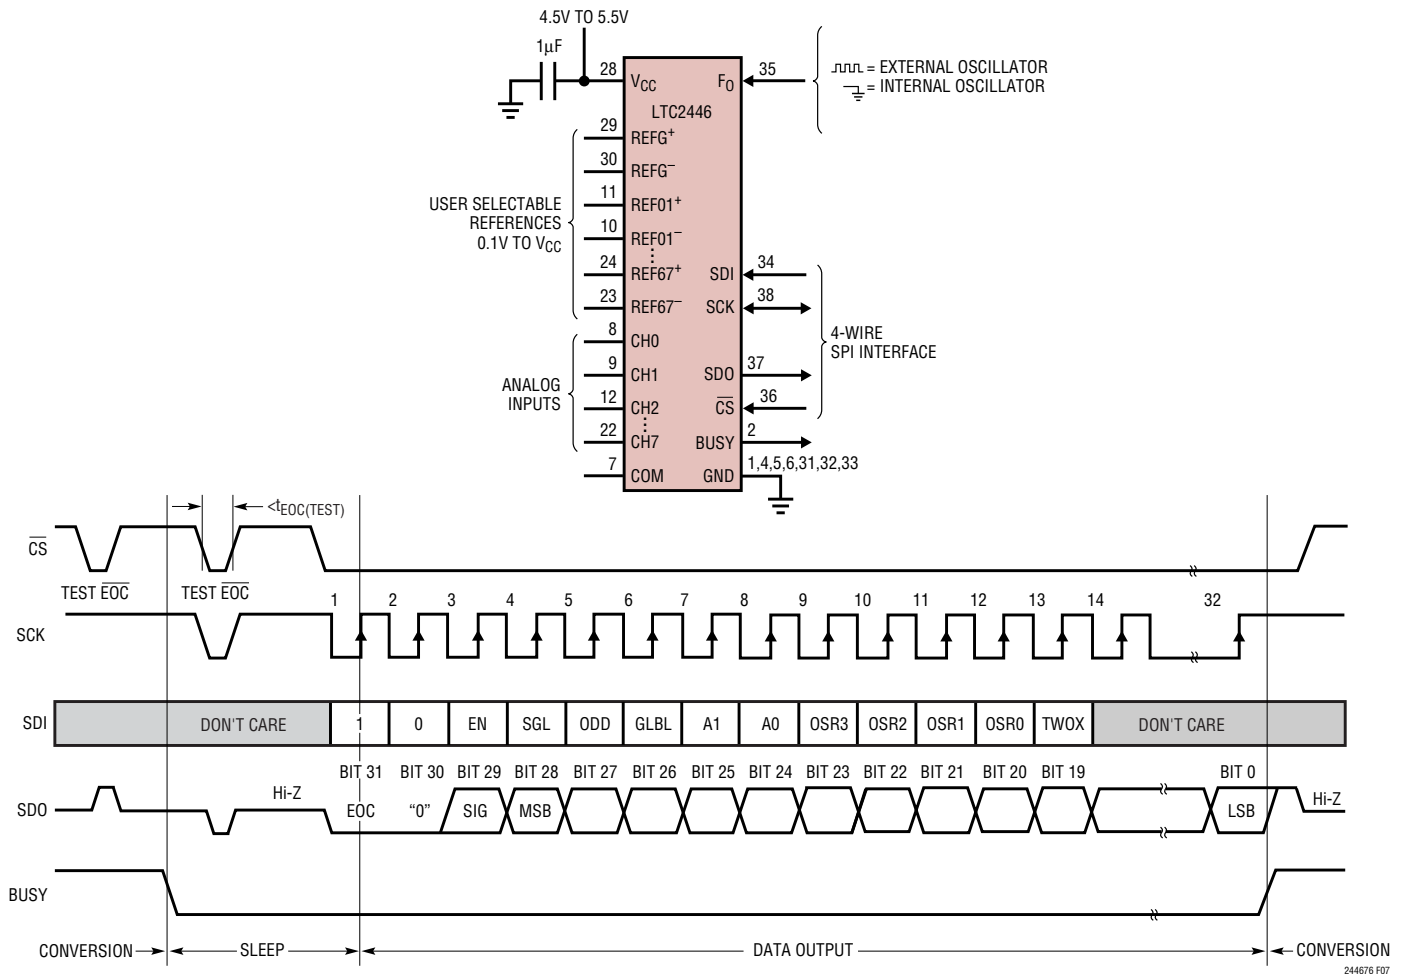 4.5V TO 5.5V
1µF
28
VCC
FO
35
= EXTERNAL OSCILLATOR
= INTERNAL OSCILLATOR
LTC2446
29
REFG+
30
REFG–
11
REF01+
USER SELECTABLE
REFERENCES
0.1V TO VCC
10
REF01–
24
REF67+
SDI
34
23
REF67–
SCK
38
4-WIRE
SPI INTERFACE
8
CH0
9
CH1
SDO
37
ANALOG
INPUTS
12
CH2
CS
36
22
CH7
BUSY
2
7
COM
GND
1,4,5,6,31,32,33
<tEOC(TEST)
CS
TEST EOC
TEST EOC
1 2 3 4 5 6 7 8 9 10 11 12 13 14 32
SCK
SDI
DON'T CARE
1 0 EN SGL ODD GLBL A1 A0 OSR3 OSR2 OSR1 OSR0 TWOX
DON'T CARE
BIT 31 BIT 30 BIT 29 BIT 28 BIT 27 BIT 26 BIT 25 BIT 24 BIT 23 BIT 22 BIT 21 BIT 20 BIT 19 BIT 0
SDO
Hi-Z
EOC "0" SIG MSB LSB
Hi-Z
BUSY
CONVERSION
SLEEP
DATA OUTPUT
CONVERSION
244676 F07